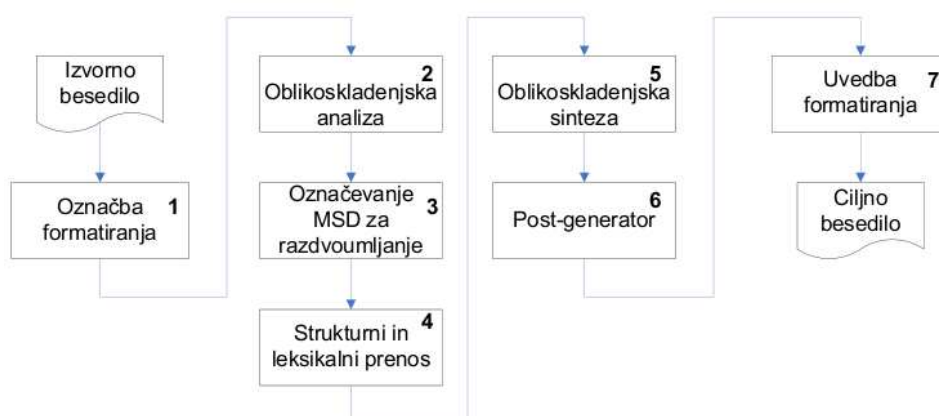 Izvorno
besedilo
1
Označba
formatiranja
2
Oblikoskladenjska
analiza
Označevanje
MSD za
3
razdvoumljanje
4
Strukturni in
leksikalni prenos
5
Oblikoskladenjska
sinteza
6
Post-generator
7
Uvedba
formatiranja
Ciljno
besedilo